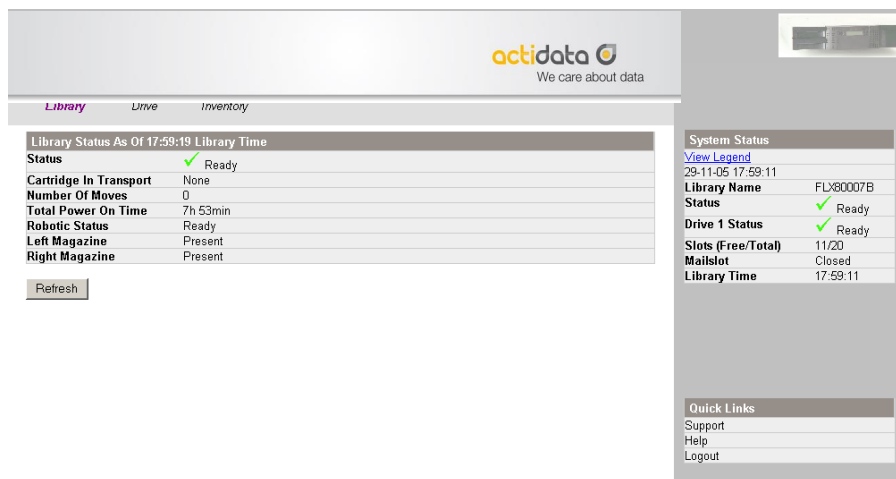 actidata
We care about data
Library Drive Inventory
Library Status As Of 17:59:19 Library Time
Status Ready
Cartridge In Transport None
Number Of Moves 0
Total Power On Time 7h 53min
Robotic Status Ready
Left Magazine Present
Right Magazine Present
Refresh
System Status
View Legend
29-11-05 17:59:11
Library Name FLX80007B
Status Ready
Drive 1 Status Ready
Slots (Free/Total) 11/20
Mailslot Closed
Library Time 17:59:11
Quick Links
Support
Help
Logout